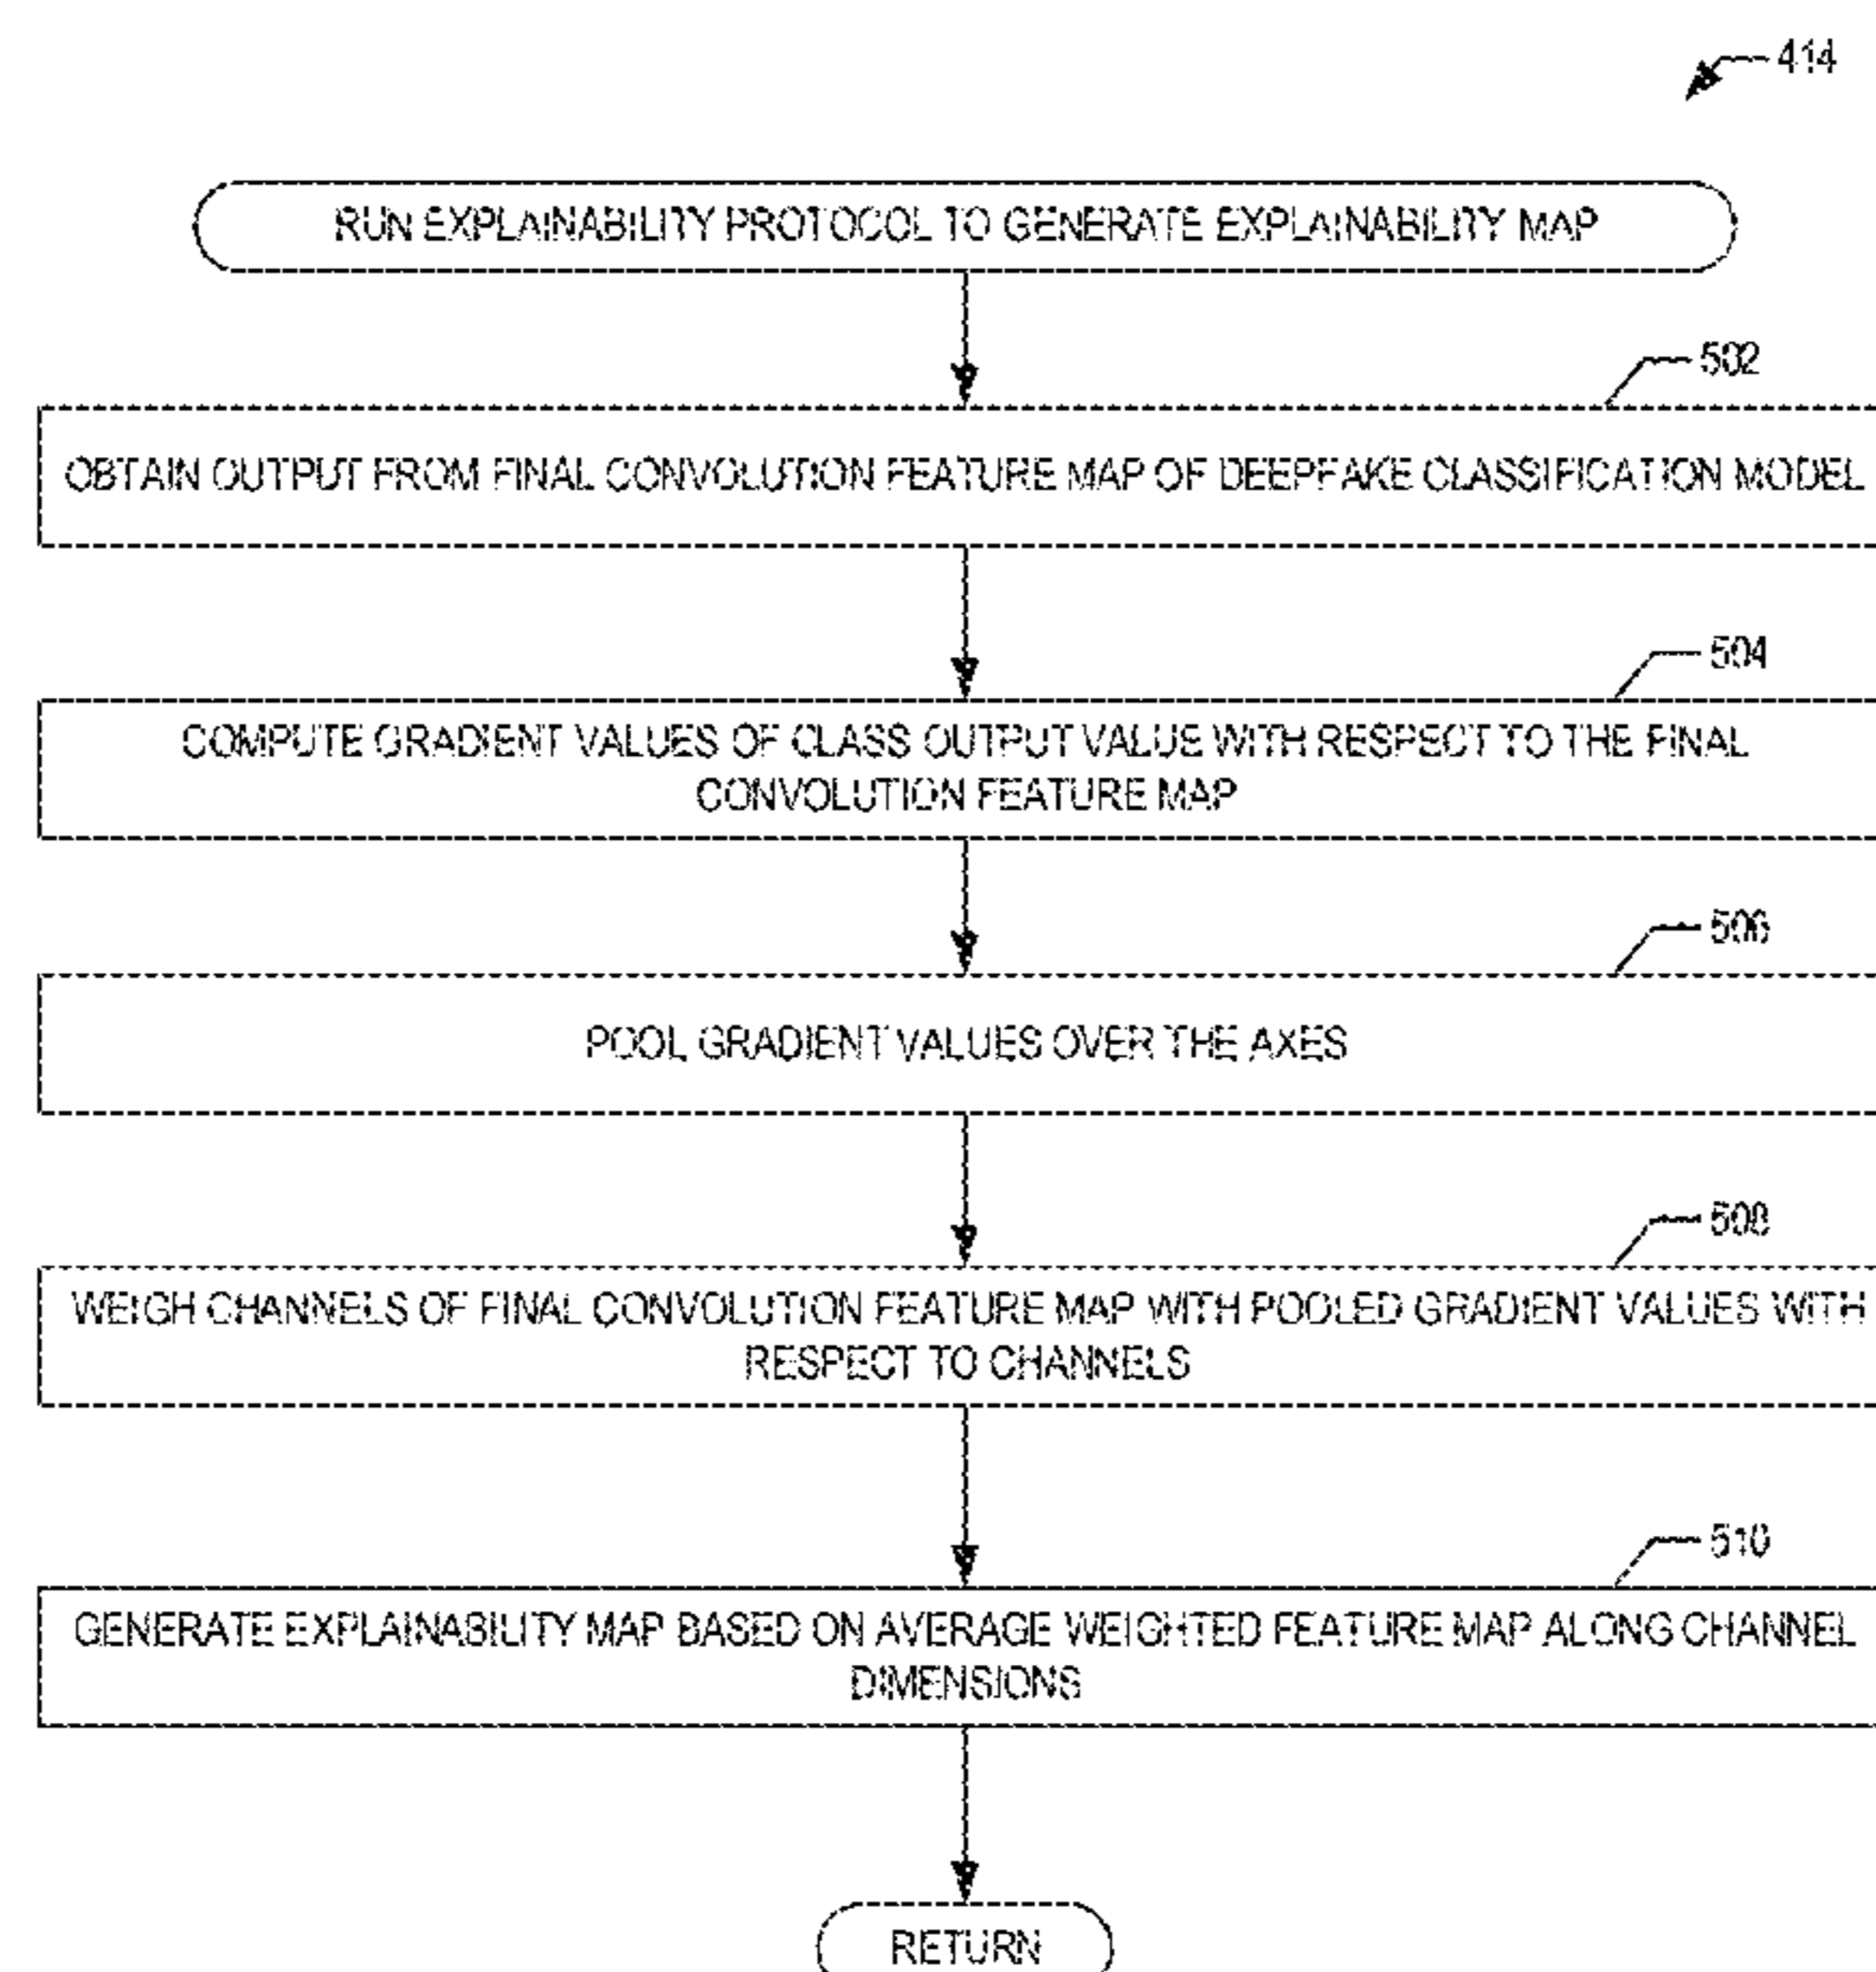 414
RUN EXPLAINABILITY PROTOCOL TO GENERATE EXPLAINABILITY MAP
502
OBTAIN OUTPUT FROM FINAL CONVOLUTION FEATURE MAP OF DEEPFAKE CLASSIFICATION MODEL
504
COMPUTE GRADIENT VALUES OF CLASS OUTPUT VALUE WITH RESPECT TO THE FINAL
CONVOLUTION FEATURE MAP
506
POOL GRADIENT VALUES OVER THE AXES
508
WEIGH CHANNELS OF FINAL CONVOLUTION FEATURE MAP WITH POOLED GRADIENT VALUES WITH
RESPECT TO CHANNELS
510
GENERATE EXPLAINABILITY MAP BASED ON AVERAGE WEIGHTED FEATURE MAP ALONG CHANNEL
DIMENSIONS
RETURN